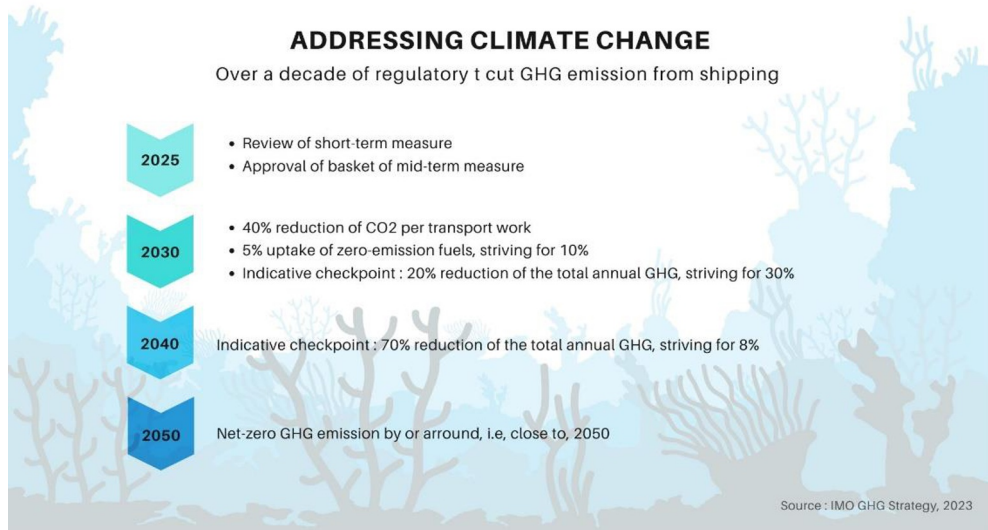 ADDRESSING CLIMATE CHANGE
Over a decade of regulatory t cut GHG emission from shipping
2025
• Review of short-term measure
• Approval of basket of mid-term measure
2030
• 40% reduction of CO2 per transport work
• 5% uptake of zero-emission fuels, striving for 10%
• Indicative checkpoint : 20% reduction of the total annual GHG, striving for 30%
2040
Indicative checkpoint : 70% reduction of the total annual GHG, striving for 8%
2050
Net-zero GHG emission by or arround, i.e, close to, 2050
Source : IMO GHG Strategy, 2023